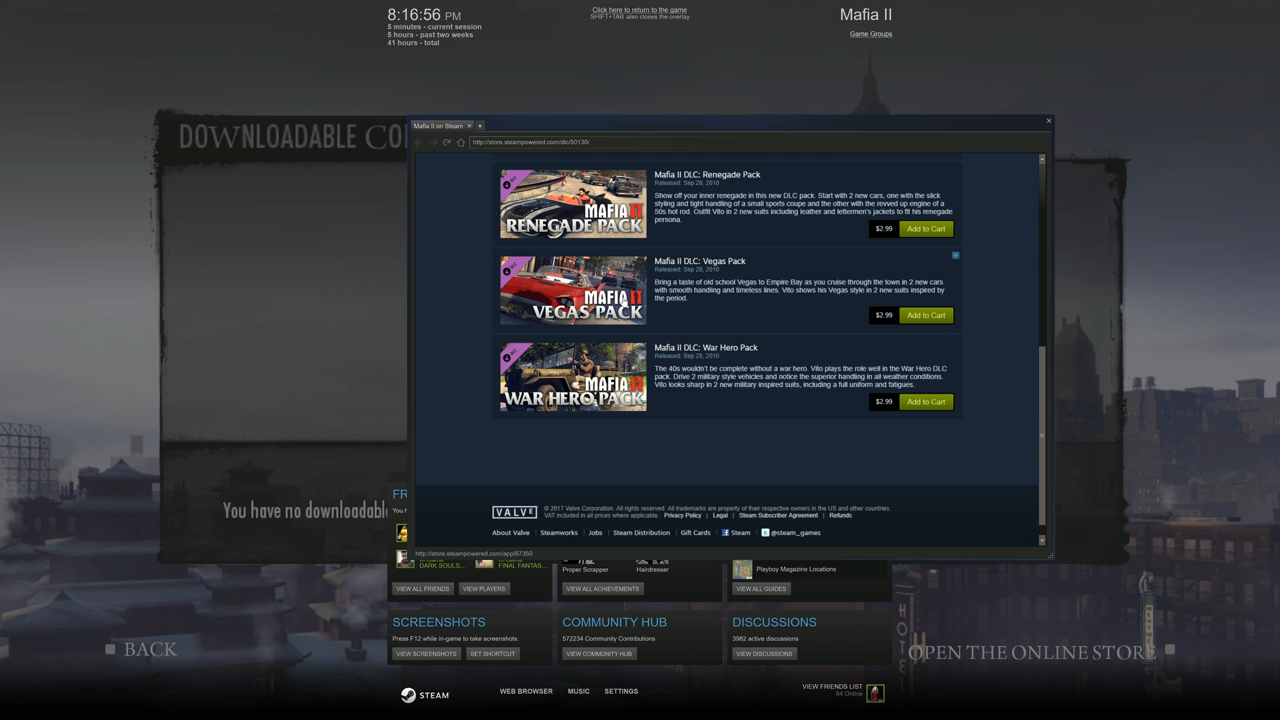 8:16:56 PM
5 minutes - current session
5 hours - past two weeks
41 hours - total
Click here to return to the game
SHIFT+TAB also closes the overlay
Mafia II
Game Groups
DOWNLOADABLE CO
Mafia II on Steam
http://store.steampowered.com/dlc/50130/
MAFIA II
RENEGADE PACK
Mafia II DLC: Renegade Pack
Released: Sep 28, 2010
Show off your inner renegade in this new DLC pack. Start with 2 new cars, one with the slick
styling and tight handling of a small sports coupe and the other with the revved up engine of a
50s hot rod. Outfit Vito in 2 new suits including leather and lettermen's jackets to fit his renegade
persona.
$2.99 Add to Cart
MAFIA II
VEGAS PACK
Mafia II DLC: Vegas Pack
Released: Sep 28, 2010
Bring a taste of old school Vegas to Empire Bay as you cruise through the town in 2 new cars
with smooth handling and timeless lines. Vito shows his Vegas style in 2 new suits inspired by
the period.
$2.99 Add to Cart
MAFIA II
WAR HERO PACK
Mafia II DLC: War Hero Pack
Released: Sep 28, 2010
The 40s wouldn't be complete without a war hero. Vito plays the role well in the War Hero DLC
pack. Drive 2 military style vehicles and notice the superior handling in all weather conditions.
Vito looks sharp in 2 new military inspired suits, including a full uniform and fatigues.
$2.99 Add to Cart
VALVE
© 2017 Valve Corporation. All rights reserved. All trademarks are property of their respective owners in the US and other countries.
VAT included in all prices where applicable. Privacy Policy | Legal | Steam Subscriber Agreement | Refunds
About Valve | Steamworks | Jobs | Steam Distribution | Gift Cards | Steam | @steam_games
http://store.steampowered.com/app/67350
You have no downloadable
FR
You h
DARK SOULS...
FINAL FANTAS...
Proper Scrapper
Hairdresser
Playboy Magazine Locations
VIEW ALL FRIENDS
VIEW PLAYERS
VIEW ALL ACHIEVEMENTS
VIEW ALL GUIDES
SCREENSHOTS
Press F12 while in-game to take screenshots.
VIEW SCREENSHOTS
SET SHORTCUT
COMMUNITY HUB
572234 Community Contributions
VIEW COMMUNITY HUB
DISCUSSIONS
3982 active discussions
VIEW DISCUSSIONS
BACK
OPEN THE ONLINE STORE
HOTE
STEAM
WEB BROWSER
MUSIC
SETTINGS
VIEW FRIENDS LIST
64 Online